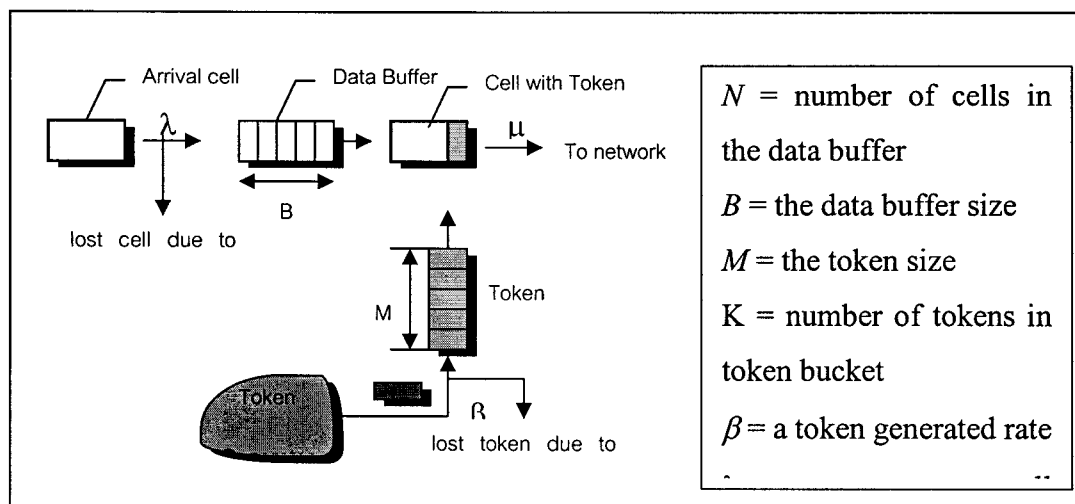 Arrival cell
Data Buffer
Cell with Token
λ
μ
To network
B
lost cell due to
M
Token
Token
β
lost token due to
N = number of cells in
the data buffer
B = the data buffer size
M = the token size
K = number of tokens in
token bucket
β = a token generated rate